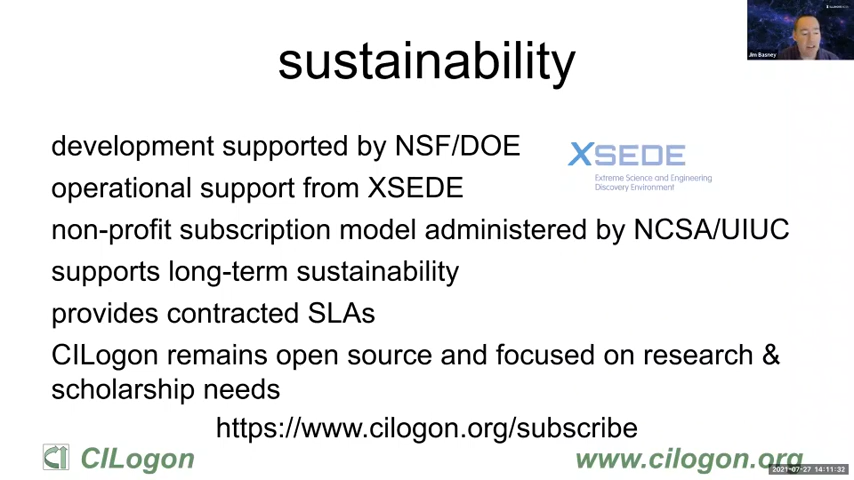 sustainability
Jim Basney
development supported by NSF/DOE
XSEDE
operational support from XSEDE
Extreme Science and Engineering
Discovery Environment
non-profit subscription model administered by NCSA/UIUC
supports long-term sustainability
provides contracted SLAs
CILogon remains open source and focused on research &
scholarship needs
https://www.cilogon.org/subscribe
CILogon
www.cilogon.org
2021-07-27 14:11:32